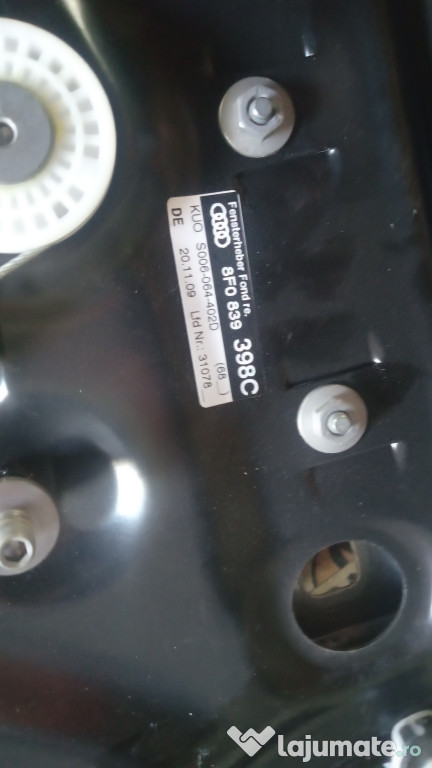 Fensterheber Fond re.
8F0 839 398C
KUO S006-064-402D (68_)
DE 20.11.09 Lfd Nr.: 31078
lajumate.ro